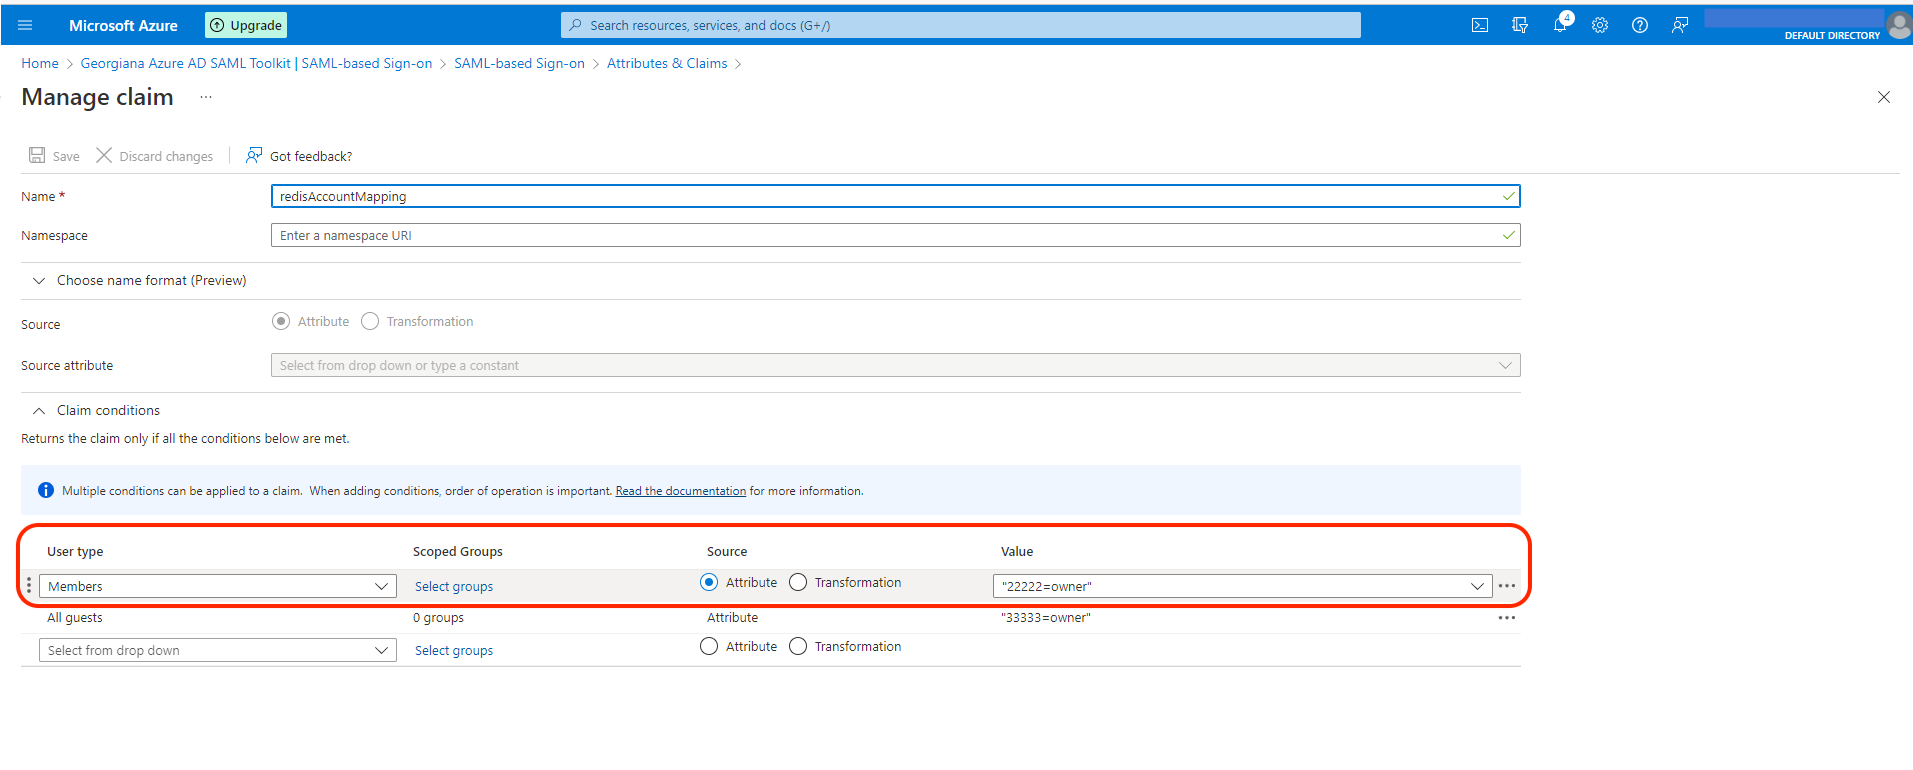 Microsoft Azure Upgrade Search resources, services, and docs (G+/) 4 DEFAULT DIRECTORY
Home > Georgiana Azure AD SAML Toolkit | SAML-based Sign-on > SAML-based Sign-on > Attributes & Claims >
Manage claim ...
Save Discard changes Got feedback?
Name * redisAccountMapping
Namespace Enter a namespace URI
Choose name format (Preview)
Source Attribute Transformation
Source attribute Select from drop down or type a constant
Claim conditions
Returns the claim only if all the conditions below are met.
Multiple conditions can be applied to a claim. When adding conditions, order of operation is important. Read the documentation for more information.
User type Scoped Groups Source Value
Members Select groups Attribute Transformation "22222=owner"
All guests 0 groups Attribute "33333=owner"
Select from drop down Select groups Attribute Transformation